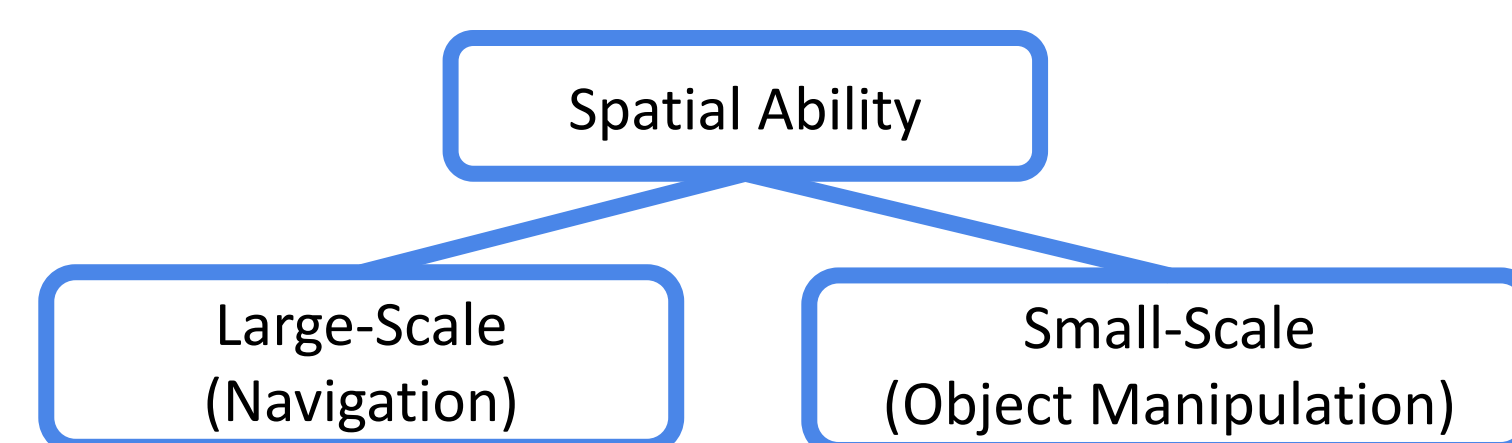 Spatial Ability
Large-Scale
(Navigation)
Small-Scale
(Object Manipulation)